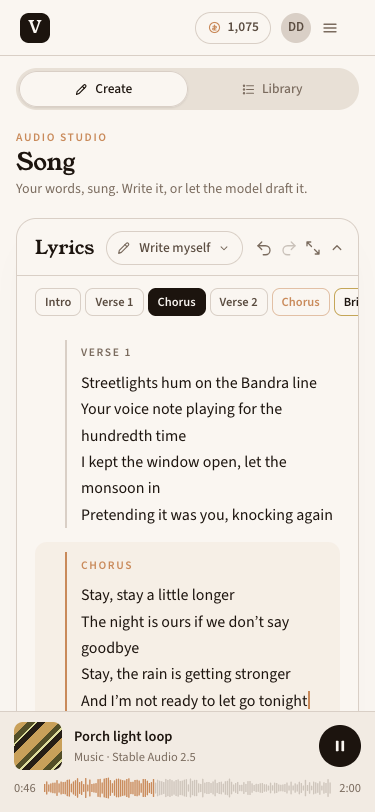 V
1,075
DD
Create
Library
AUDIO STUDIO
Song
Your words, sung. Write it, or let the model draft it.
Lyrics
Write myself
Intro
Verse 1
Chorus
Verse 2
Chorus
Bri
VERSE 1
Streetlights hum on the Bandra line
Your voice note playing for the
hundredth time
I kept the window open, let the
monsoon in
Pretending it was you, knocking again
CHORUS
Stay, stay a little longer
The night is ours if we don’t say
goodbye
Stay, the rain is getting stronger
And I’m not ready to let go tonight
Porch light loop
Music · Stable Audio 2.5
0:46
2:00